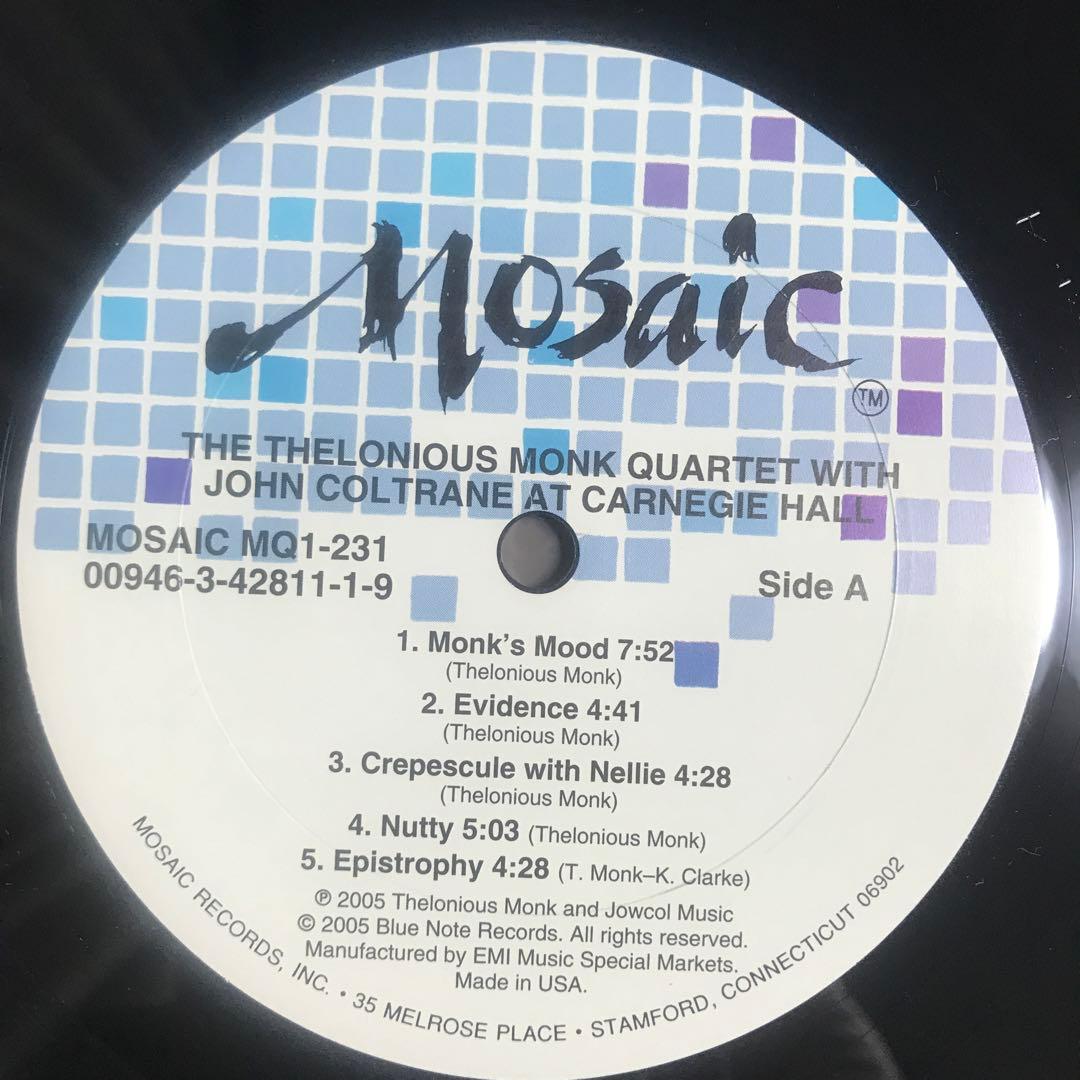 Mosaic
TM
THE THELONIOUS MONK QUARTET WITH
JOHN COLTRANE AT CARNEGIE HALL
MOSAIC MQ1-231
00946-3-42811-1-9
Side A
1. Monk's Mood 7:52
(Thelonious Monk)
2. Evidence 4:41
(Thelonious Monk)
3. Crepescule with Nellie 4:28
(Thelonious Monk)
4. Nutty 5:03 (Thelonious Monk)
5. Epistrophy 4:28 (T. Monk–K. Clarke)
℗ 2005 Thelonious Monk and Jowcol Music
© 2005 Blue Note Records. All rights reserved.
Manufactured by EMI Music Special Markets.
Made in USA.
MOSAIC RECORDS, INC. • 35 MELROSE PLACE • STAMFORD, CONNECTICUT 06902